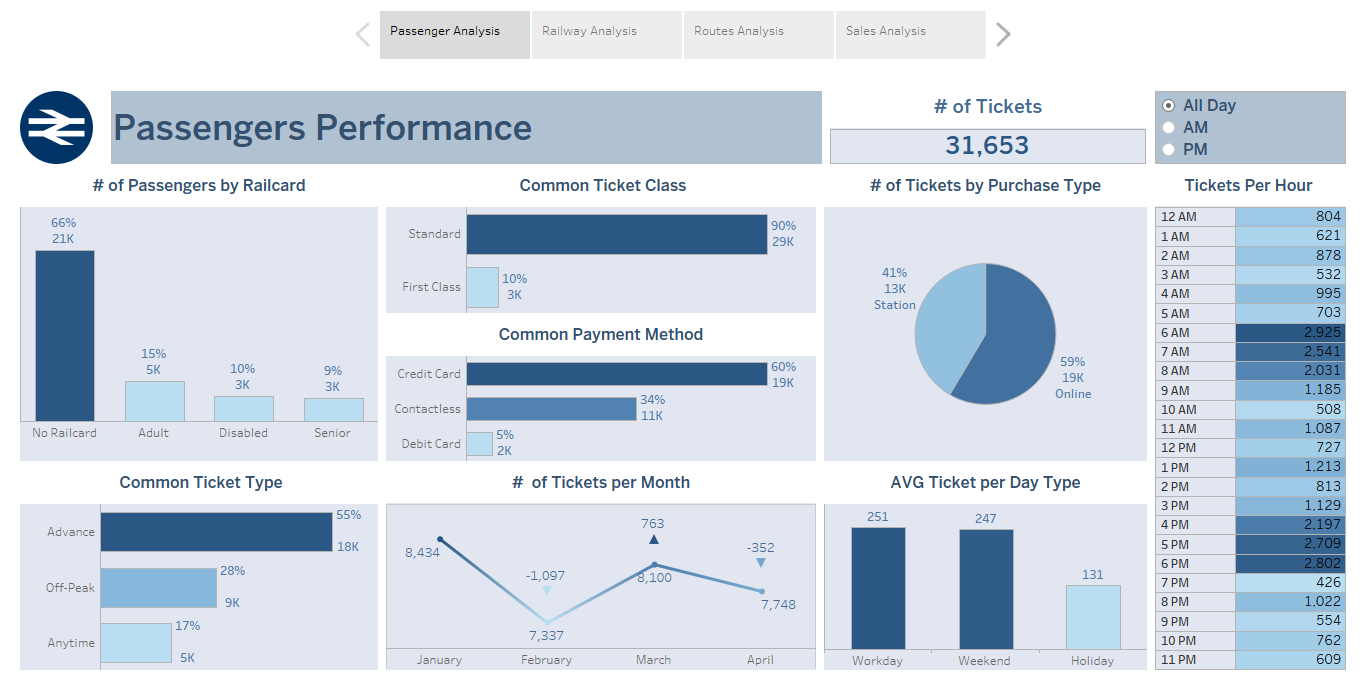 Passenger Analysis
Railway Analysis
Routes Analysis
Sales Analysis
Passengers Performance
# of Tickets
31,653
All Day
AM
PM
# of Passengers by Railcard
66%
21K
15%
5K
10%
3K
9%
3K
No Railcard
Adult
Disabled
Senior
Common Ticket Class
Standard
90%
29K
First Class
10%
3K
Common Payment Method
Credit Card
60%
19K
Contactless
34%
11K
Debit Card
5%
2K
# of Tickets by Purchase Type
41%
13K
Station
59%
19K
Online
Tickets Per Hour
12 AM 804
1 AM 621
2 AM 878
3 AM 532
4 AM 995
5 AM 703
6 AM 2,925
7 AM 2,541
8 AM 2,031
9 AM 1,185
10 AM 508
11 AM 1,087
12 PM 727
1 PM 1,213
2 PM 813
3 PM 1,129
4 PM 2,197
5 PM 2,709
6 PM 2,802
7 PM 426
8 PM 1,022
9 PM 554
10 PM 762
11 PM 609
Common Ticket Type
Advance
55%
18K
Off-Peak
28%
9K
Anytime
17%
5K
# of Tickets per Month
8,434
-1,097
7,337
763
8,100
-352
7,748
January
February
March
April
AVG Ticket per Day Type
251
247
131
Workday
Weekend
Holiday